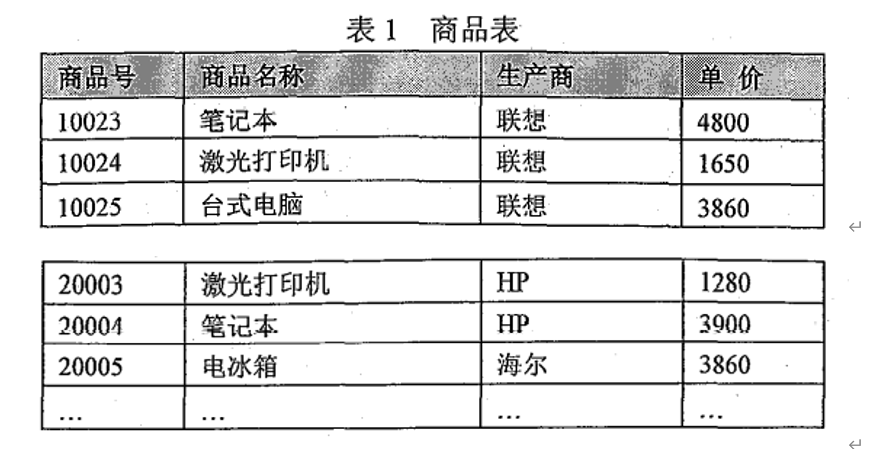 表 1 商品表
商品号 商品名称 生产商 单 价
10023 笔记本 联想 4800
10024 激光打印机 联想 1650
10025 台式电脑 联想 3860
20003 激光打印机 HP 1280
20004 笔记本 HP 3900
20005 电冰箱 海尔 3860
… … … …